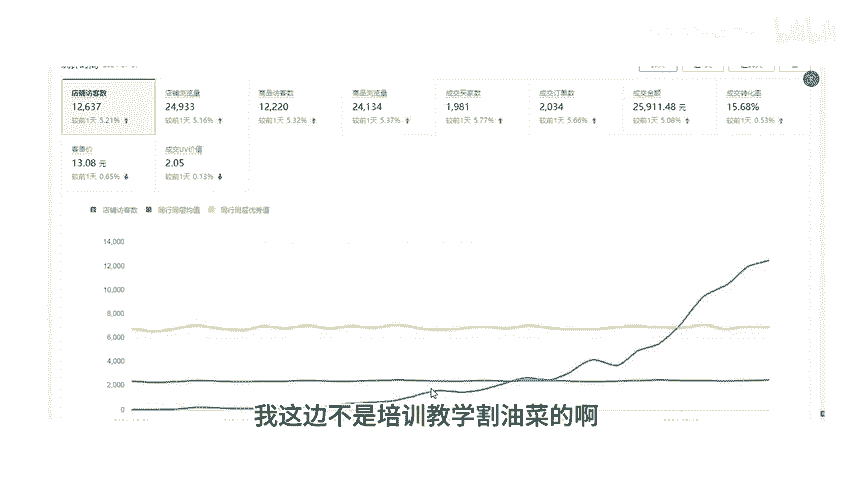 店铺访客数 店铺浏览量 商品访客数 商品浏览量 成交买家数 成交订单数 成交金额 成交转化率
12,637 24,933 12,220 24,134 1,981 2,034 25,911.48 元 15.68%
较前1天 5.21% 较前1天 5.16% 较前1天 5.32% 较前1天 5.37% 较前1天 5.77% 较前1天 5.66% 较前1天 5.08% 较前1天 0.53%
客单价 成交UV价值
13.08 元 2.05
较前1天 0.65% 较前1天 0.13%
店铺访客数 同行同层均值 同行同层优秀值
14,000
12,000
10,000
8,000
6,000
4,000
2,000
0
我这边不是培训教学割油菜的啊